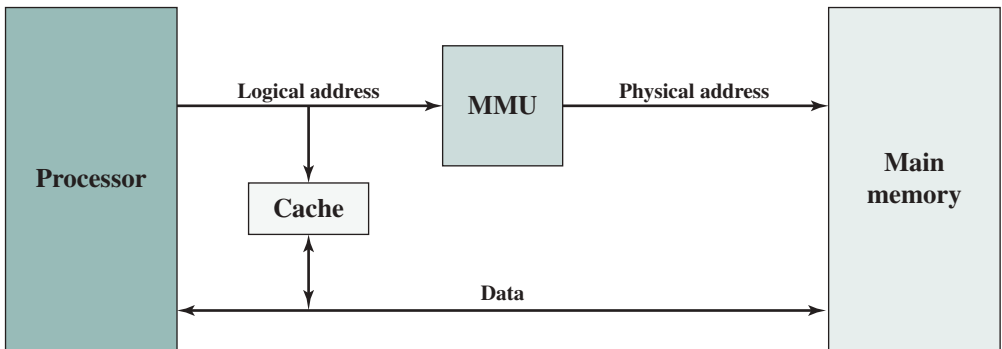 Logical address
MMU
Physical address
Processor
Cache
Main
memory
Data